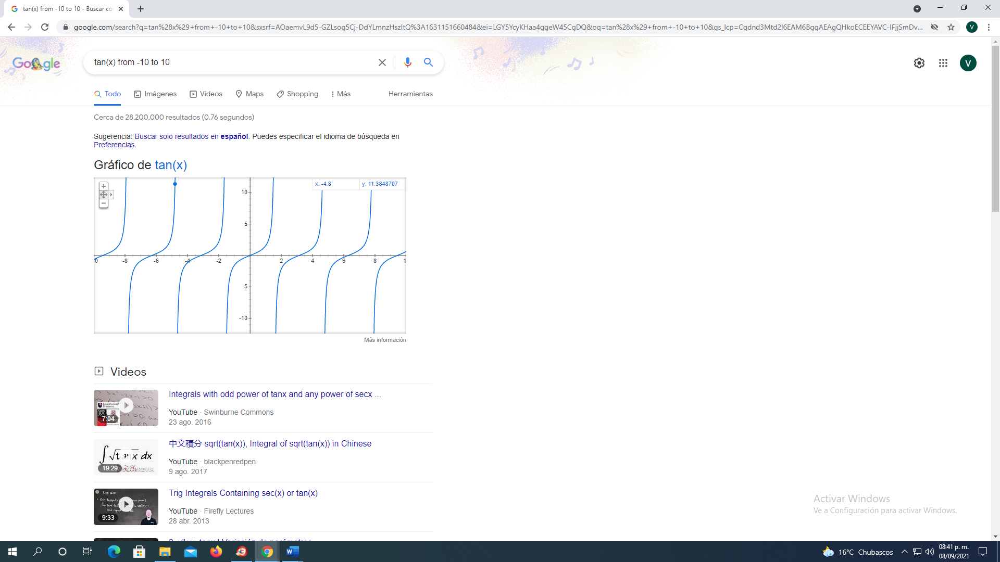 tan(x) from -10 to 10 - Buscar co
google.com/search?q=tan%28x%29+from+-10+to+10&sxsrf=AOaemvL9d5-GZLsog5Cj-DdYLmnzHszItQ%3A1631151660484&ei=LGY5YcyKHaa4ggeW45CgDQ&oq=tan%28x%29+from+-10+to+10&gs_lcp=Cgdnd3Mtd2l6EAM6BggAEAgQHkoECEEYAVC-IFjjSmDv...
V
Google
tan(x) from -10 to 10
V
Todo Imágenes Vídeos Maps Shopping Más Herramientas
Cerca de 28,200,000 resultados (0.76 segundos)
Sugerencia: Buscar solo resultados en español. Puedes especificar el idioma de búsqueda en
Preferencias.
Gráfico de tan(x)
x: -4.8 y: 11.3848707
10
5
0 -8 -6 -4 -2 2 4 6 8 1
-5
-10
Más información
Videos
Integrals with odd power of tanx and any power of secx ...
YouTube · Swinburne Commons
23 ago. 2016
7:04
中文積分 sqrt(tan(x)), Integral of sqrt(tan(x)) in Chinese
YouTube · blackpenredpen
9 ago. 2017
∫√tanx dx
19:29
Trig Integrals Containing sec(x) or tan(x)
YouTube · Firefly Lectures
28 abr. 2013
9:33
Activar Windows
Ve a Configuración para activar Windows.
16°C Chubascos
08:41 p. m.
08/09/2021